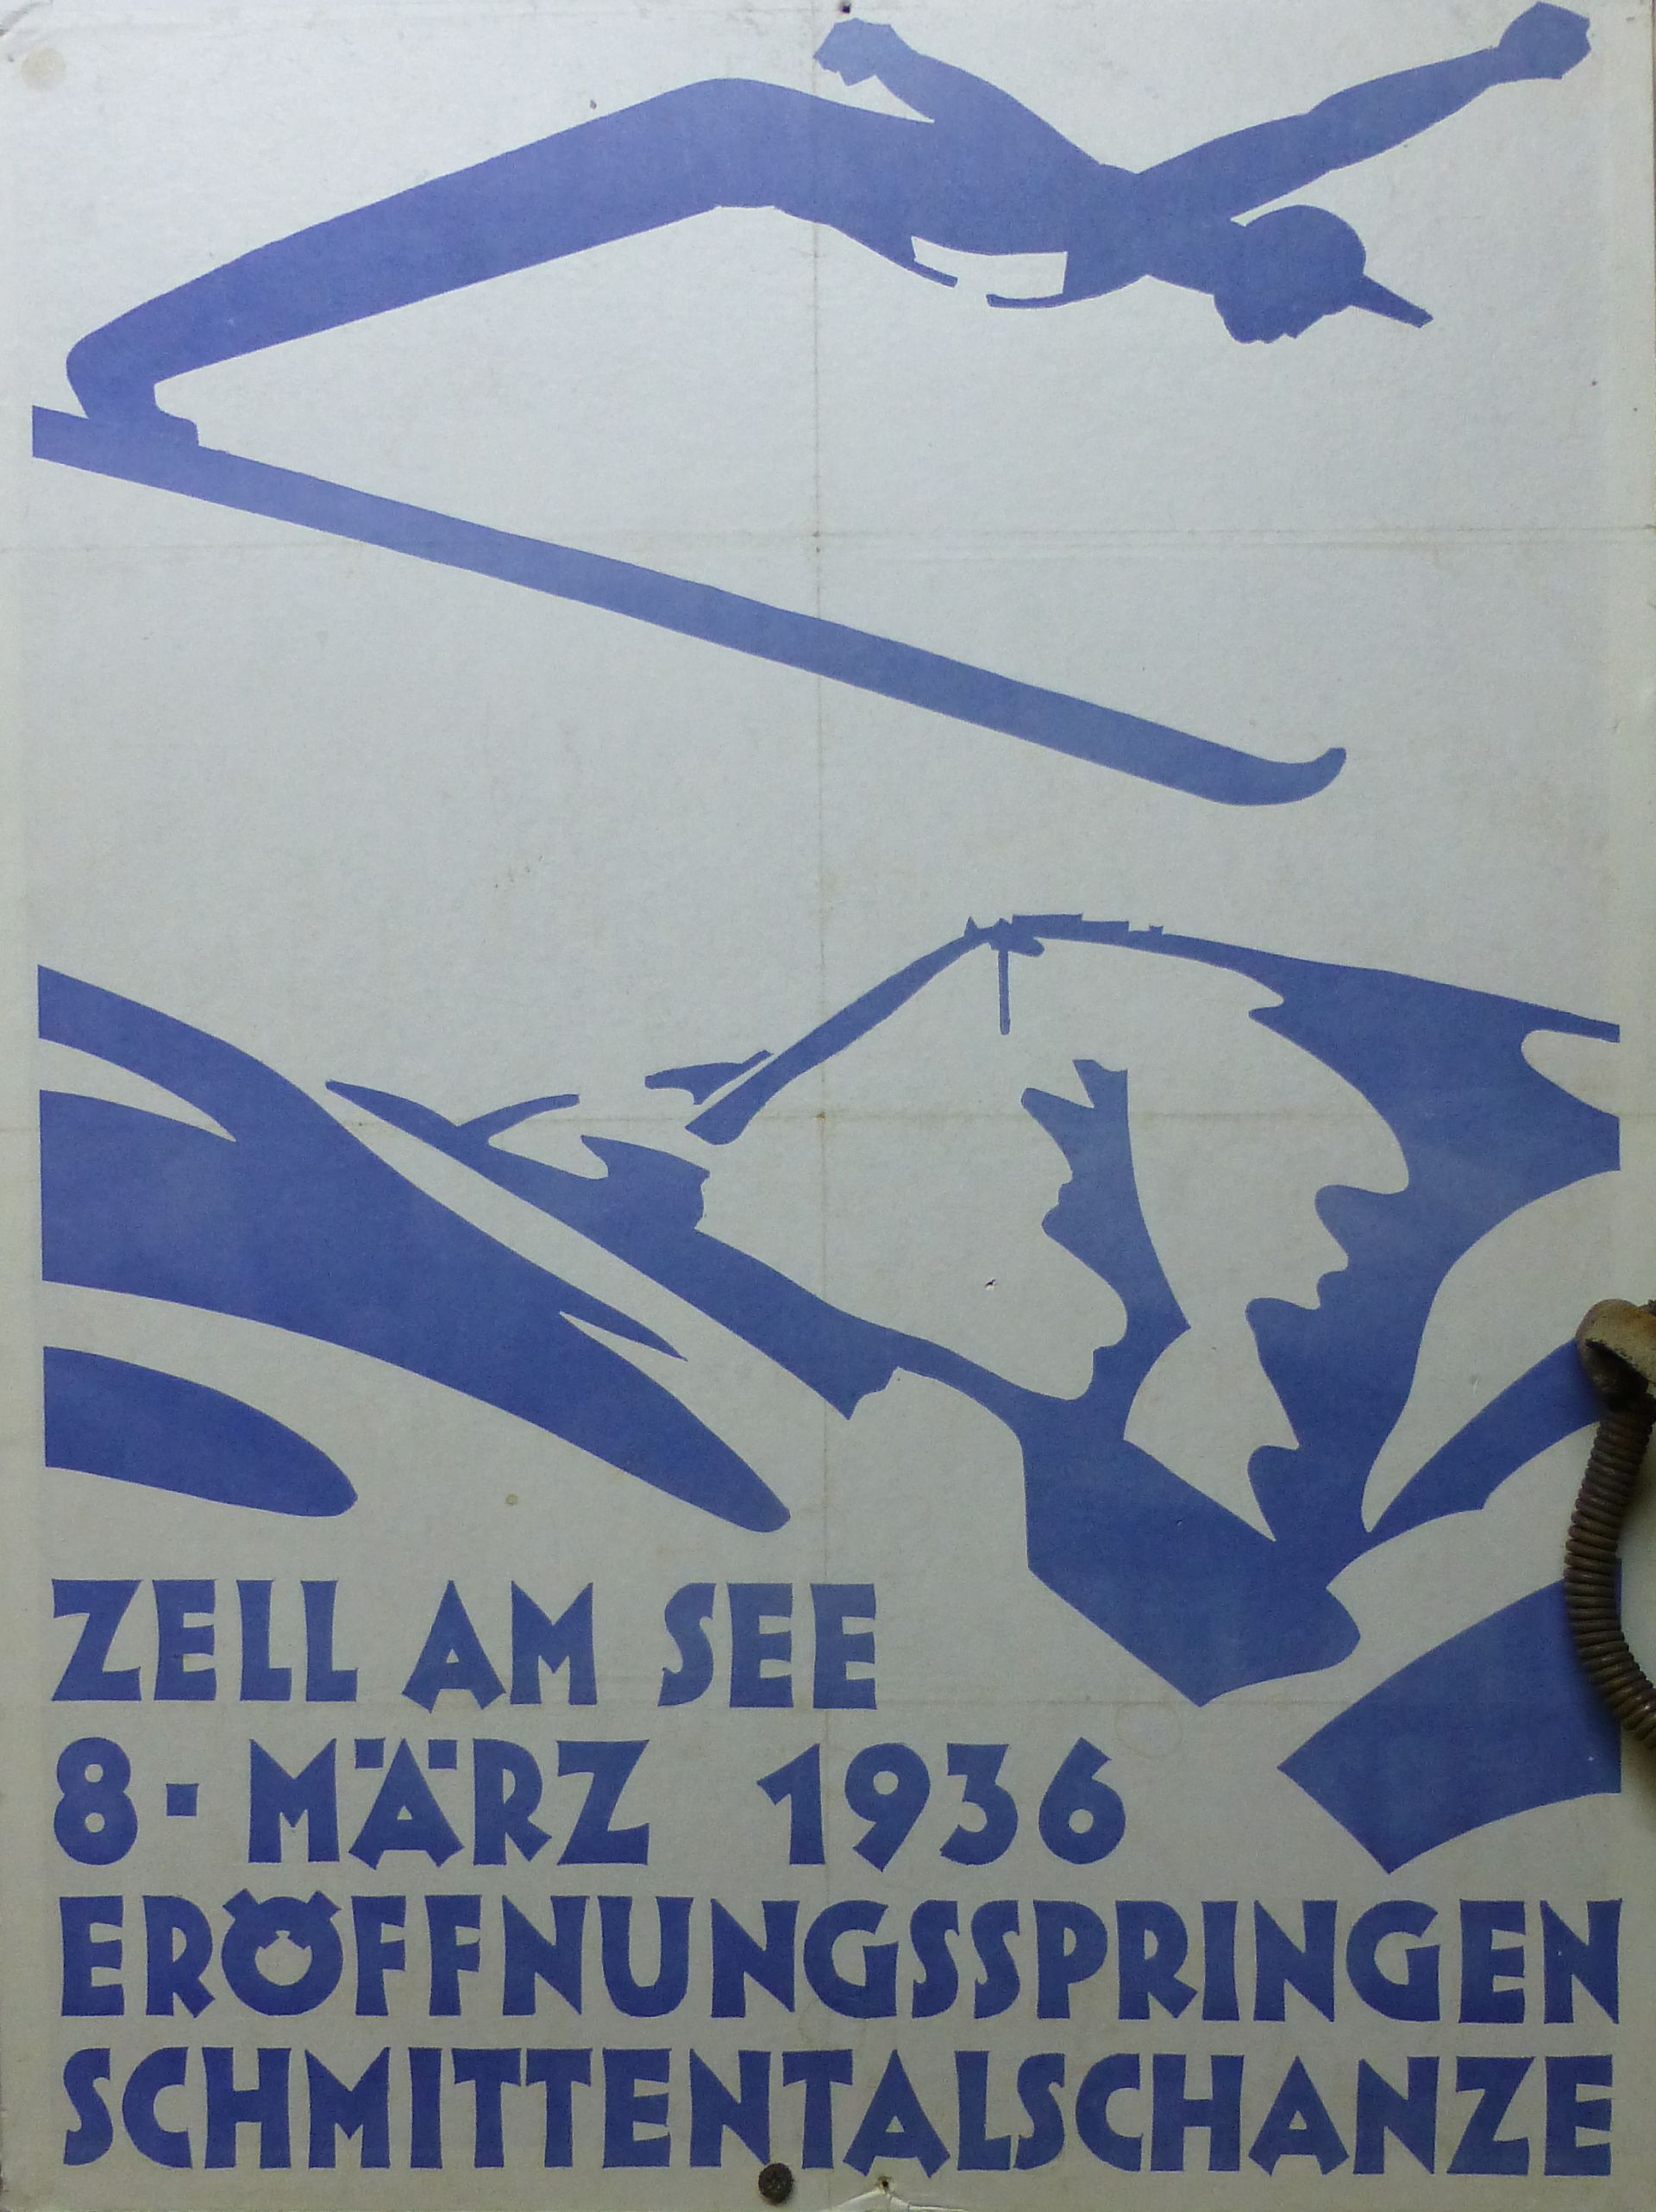 ZELL AM SEE
8. MÄRZ 1936
ERÖFFNUNGSSPRINGEN
SCHMITTENTALSCHANZE